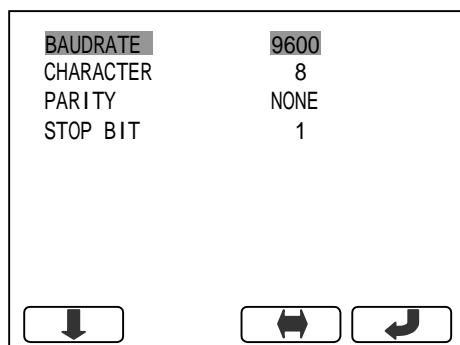 BAUDRATE 9600
CHARACTER 8
PARITY NONE
STOP BIT 1